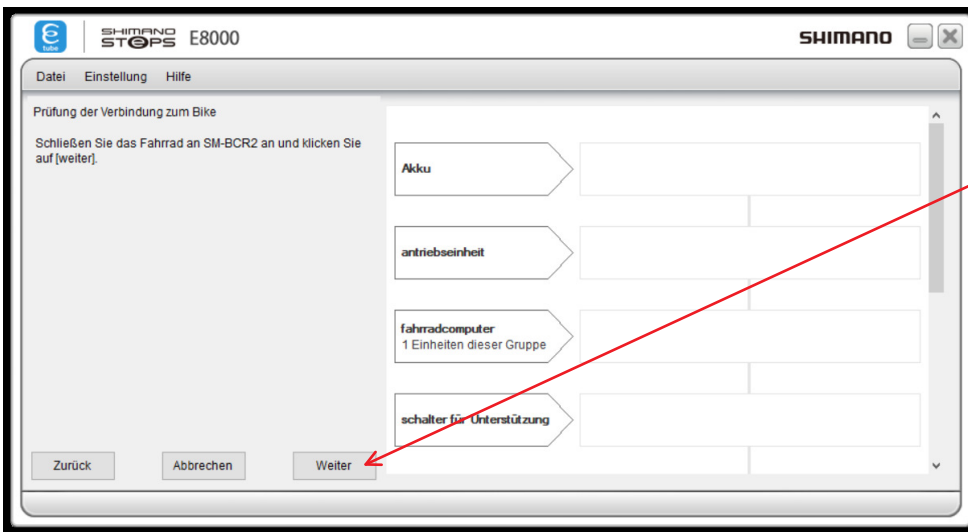 e
tube
SHIMANO
STEPS E8000
SHIMANO
Datei Einstellung Hilfe
Prüfung der Verbindung zum Bike
Schließen Sie das Fahrrad an SM-BCR2 an und klicken Sie
auf [weiter].
Akku
antriebseinheit
fahrradcomputer
1 Einheiten dieser Gruppe
schalter für Unterstützung
Zurück Abbrechen Weiter